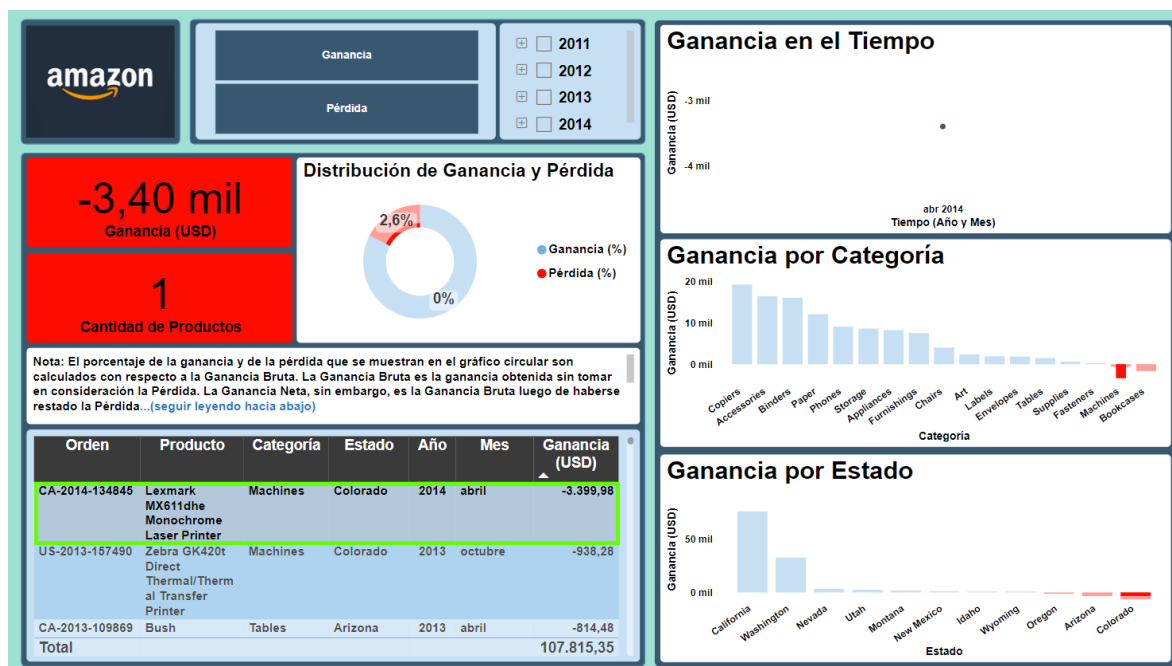 amazon
Ganancia
Pérdida
2011
2012
2013
2014
-3,40 mil
Ganancia (USD)
1
Cantidad de Productos
Distribución de Ganancia y Pérdida
2,6%
0%
Ganancia (%)
Pérdida (%)
Nota: El porcentaje de la ganancia y de la pérdida que se muestran en el gráfico circular son
calculados con respecto a la Ganancia Bruta. La Ganancia Bruta es la ganancia obtenida sin tomar
en consideración la Pérdida. La Ganancia Neta, sin embargo, es la Ganancia Bruta luego de haberse
restado la Pérdida...(seguir leyendo hacia abajo)
Orden Producto Categoría Estado Año Mes Ganancia
(USD)
CA-2014-134845 Lexmark Machines Colorado 2014 abril -3.399,98
MX611dhe
Monochrome
Laser Printer
US-2013-157490 Zebra GK420t Machines Colorado 2013 octubre -938,28
Direct
Thermal/Therm
al Transfer
Printer
CA-2013-109869 Bush Tables Arizona 2013 abril -814,48
Total 107.815,35
Ganancia en el Tiempo
Ganancia (USD)
-3 mil
-4 mil
abr 2014
Tiempo (Año y Mes)
Ganancia por Categoría
Ganancia (USD)
20 mil
10 mil
0 mil
Copiers
Accessories
Binders
Paper
Phones
Storage
Appliances
Furnishings
Chairs
Art
Labels
Envelopes
Tables
Supplies
Fasteners
Machines
Bookcases
Categoría
Ganancia por Estado
Ganancia (USD)
50 mil
0 mil
California
Washington
Nevada
Utah
Montana
New Mexico
Idaho
Wyoming
Oregon
Arizona
Colorado
Estado